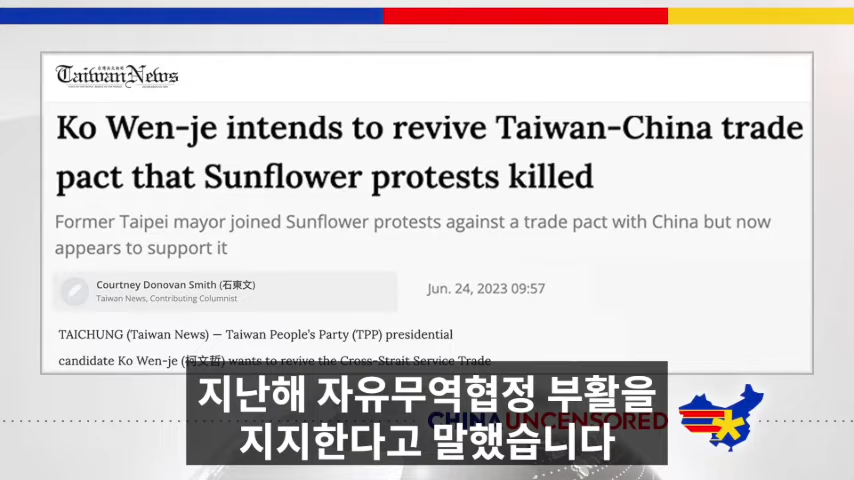 Taiwan News
Ko Wen-je intends to revive Taiwan-China trade
pact that Sunflower protests killed
Former Taipei mayor joined Sunflower protests against a trade pact with China but now
appears to support it
Courtney Donovan Smith (石東文)
Jun. 24, 2023 09:57
Taiwan News, Contributing Columnist
TAICHUNG (Taiwan News) — Taiwan People's Party (TPP) presidential
candidate Ko Wen-je (柯文哲) wants to revive the Cross-Strait Service Trade
지난해 자유무역협정 부활을
CHINA UNCENSORED
지지한다고 말했습니다